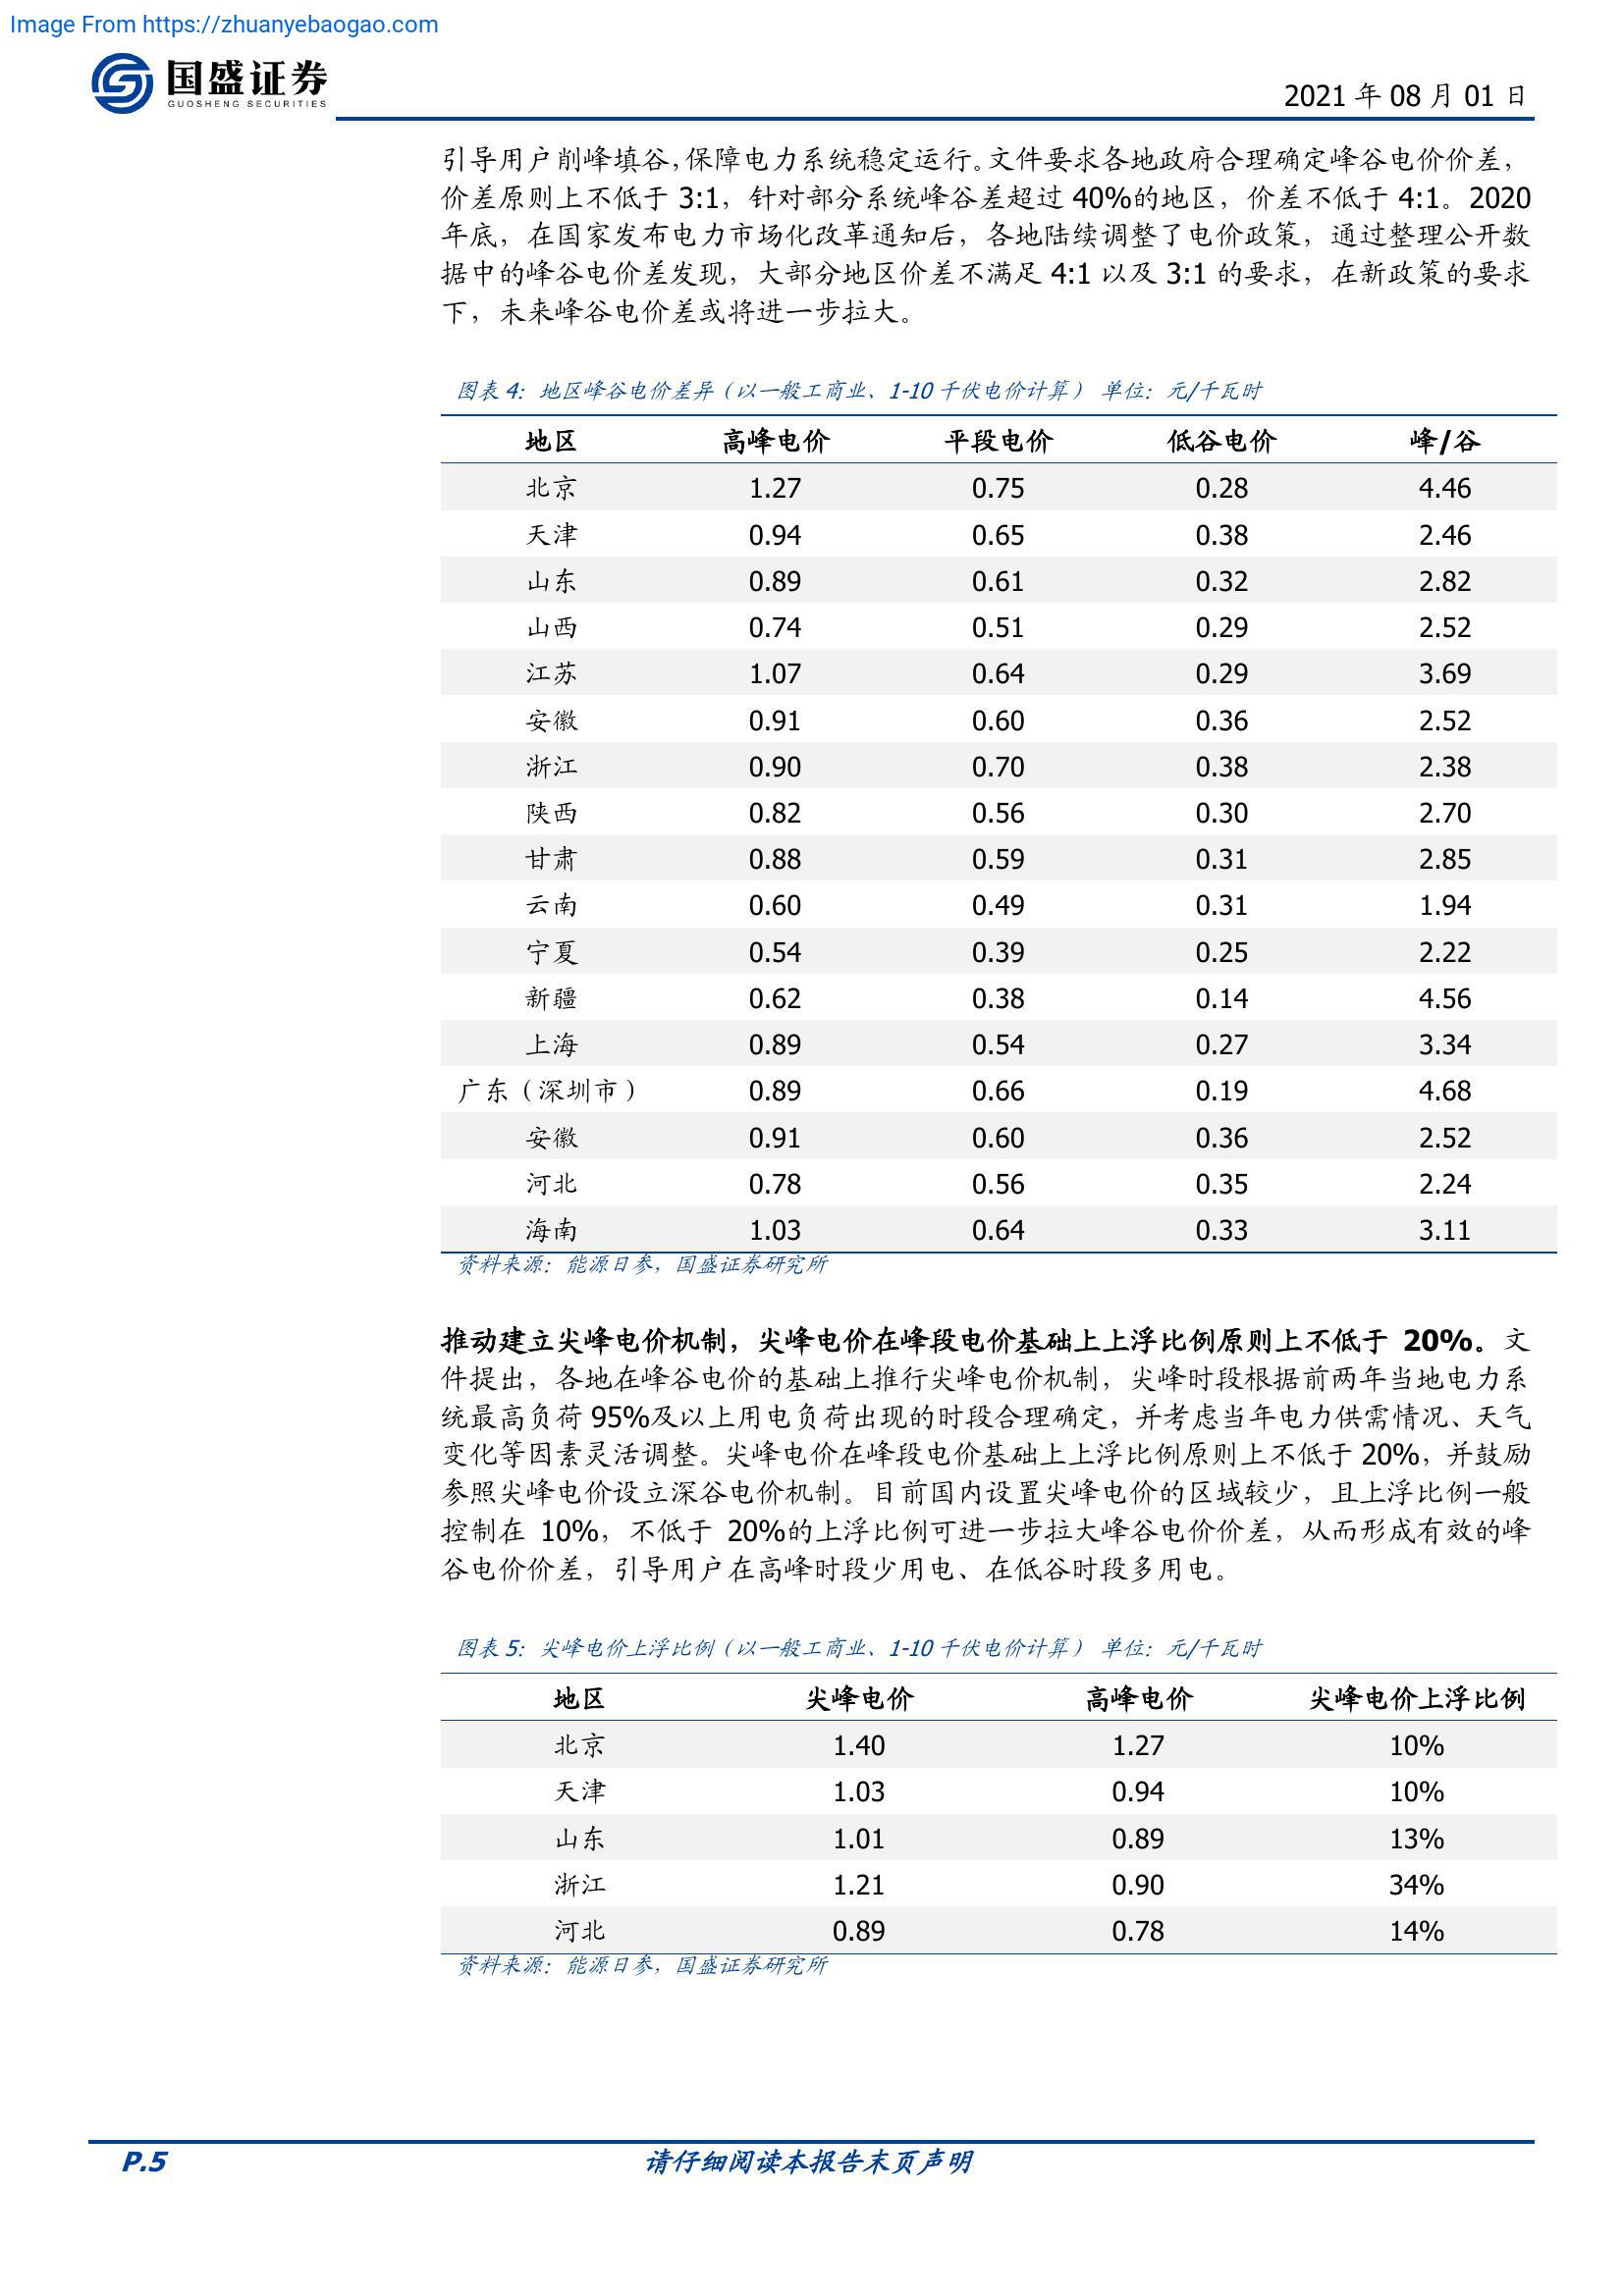 Image From https://zhuanyebaogao.com
国盛证券
GUOSHENG SECURITIES
2021 年 08 月 01 日
引导用户削峰填谷，保障电力系统稳定运行。文件要求各地政府合理确定峰谷电价价差，
价差原则上不低于 3:1，针对部分系统峰谷差超过 40%的地区，价差不低于 4:1。2020
年底，在国家发布电力市场化改革通知后，各地陆续调整了电价政策，通过整理公开数
据中的峰谷电价差发现，大部分地区价差不满足 4:1 以及 3:1 的要求，在新政策的要求
下，未来峰谷电价差或将进一步拉大。
图表 4：地区峰谷电价差异（以一般工商业、1-10 千伏电价计算） 单位：元/千瓦时
地区 高峰电价 平段电价 低谷电价 峰/谷
北京 1.27 0.75 0.28 4.46
天津 0.94 0.65 0.38 2.46
山东 0.89 0.61 0.32 2.82
山西 0.74 0.51 0.29 2.52
江苏 1.07 0.64 0.29 3.69
安徽 0.91 0.60 0.36 2.52
浙江 0.90 0.70 0.38 2.38
陕西 0.82 0.56 0.30 2.70
甘肃 0.88 0.59 0.31 2.85
云南 0.60 0.49 0.31 1.94
宁夏 0.54 0.39 0.25 2.22
新疆 0.62 0.38 0.14 4.56
上海 0.89 0.54 0.27 3.34
广东（深圳市） 0.89 0.66 0.19 4.68
安徽 0.91 0.60 0.36 2.52
河北 0.78 0.56 0.35 2.24
海南 1.03 0.64 0.33 3.11
资料来源：能源日参，国盛证券研究所
推动建立尖峰电价机制，尖峰电价在峰段电价基础上上浮比例原则上不低于 20%。文
件提出，各地在峰谷电价的基础上推行尖峰电价机制，尖峰时段根据前两年当地电力系
统最高负荷 95%及以上用电负荷出现的时段合理确定，并考虑当年电力供需情况、天气
变化等因素灵活调整。尖峰电价在峰段电价基础上上浮比例原则上不低于 20%，并鼓励
参照尖峰电价设立深谷电价机制。目前国内设置尖峰电价的区域较少，且上浮比例一般
控制在 10%，不低于 20%的上浮比例可进一步拉大峰谷电价价差，从而形成有效的峰
谷电价价差，引导用户在高峰时段少用电、在低谷时段多用电。
图表 5：尖峰电价上浮比例（以一般工商业、1-10 千伏电价计算） 单位：元/千瓦时
地区 尖峰电价 高峰电价 尖峰电价上浮比例
北京 1.40 1.27 10%
天津 1.03 0.94 10%
山东 1.01 0.89 13%
浙江 1.21 0.90 34%
河北 0.89 0.78 14%
资料来源：能源日参，国盛证券研究所
P.5 请仔细阅读本报告末页声明